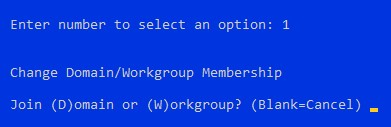 Enter number to select an option: 1
Change Domain/Workgroup Membership
Join (D)omain or (W)orkgroup? (Blank=Cancel)